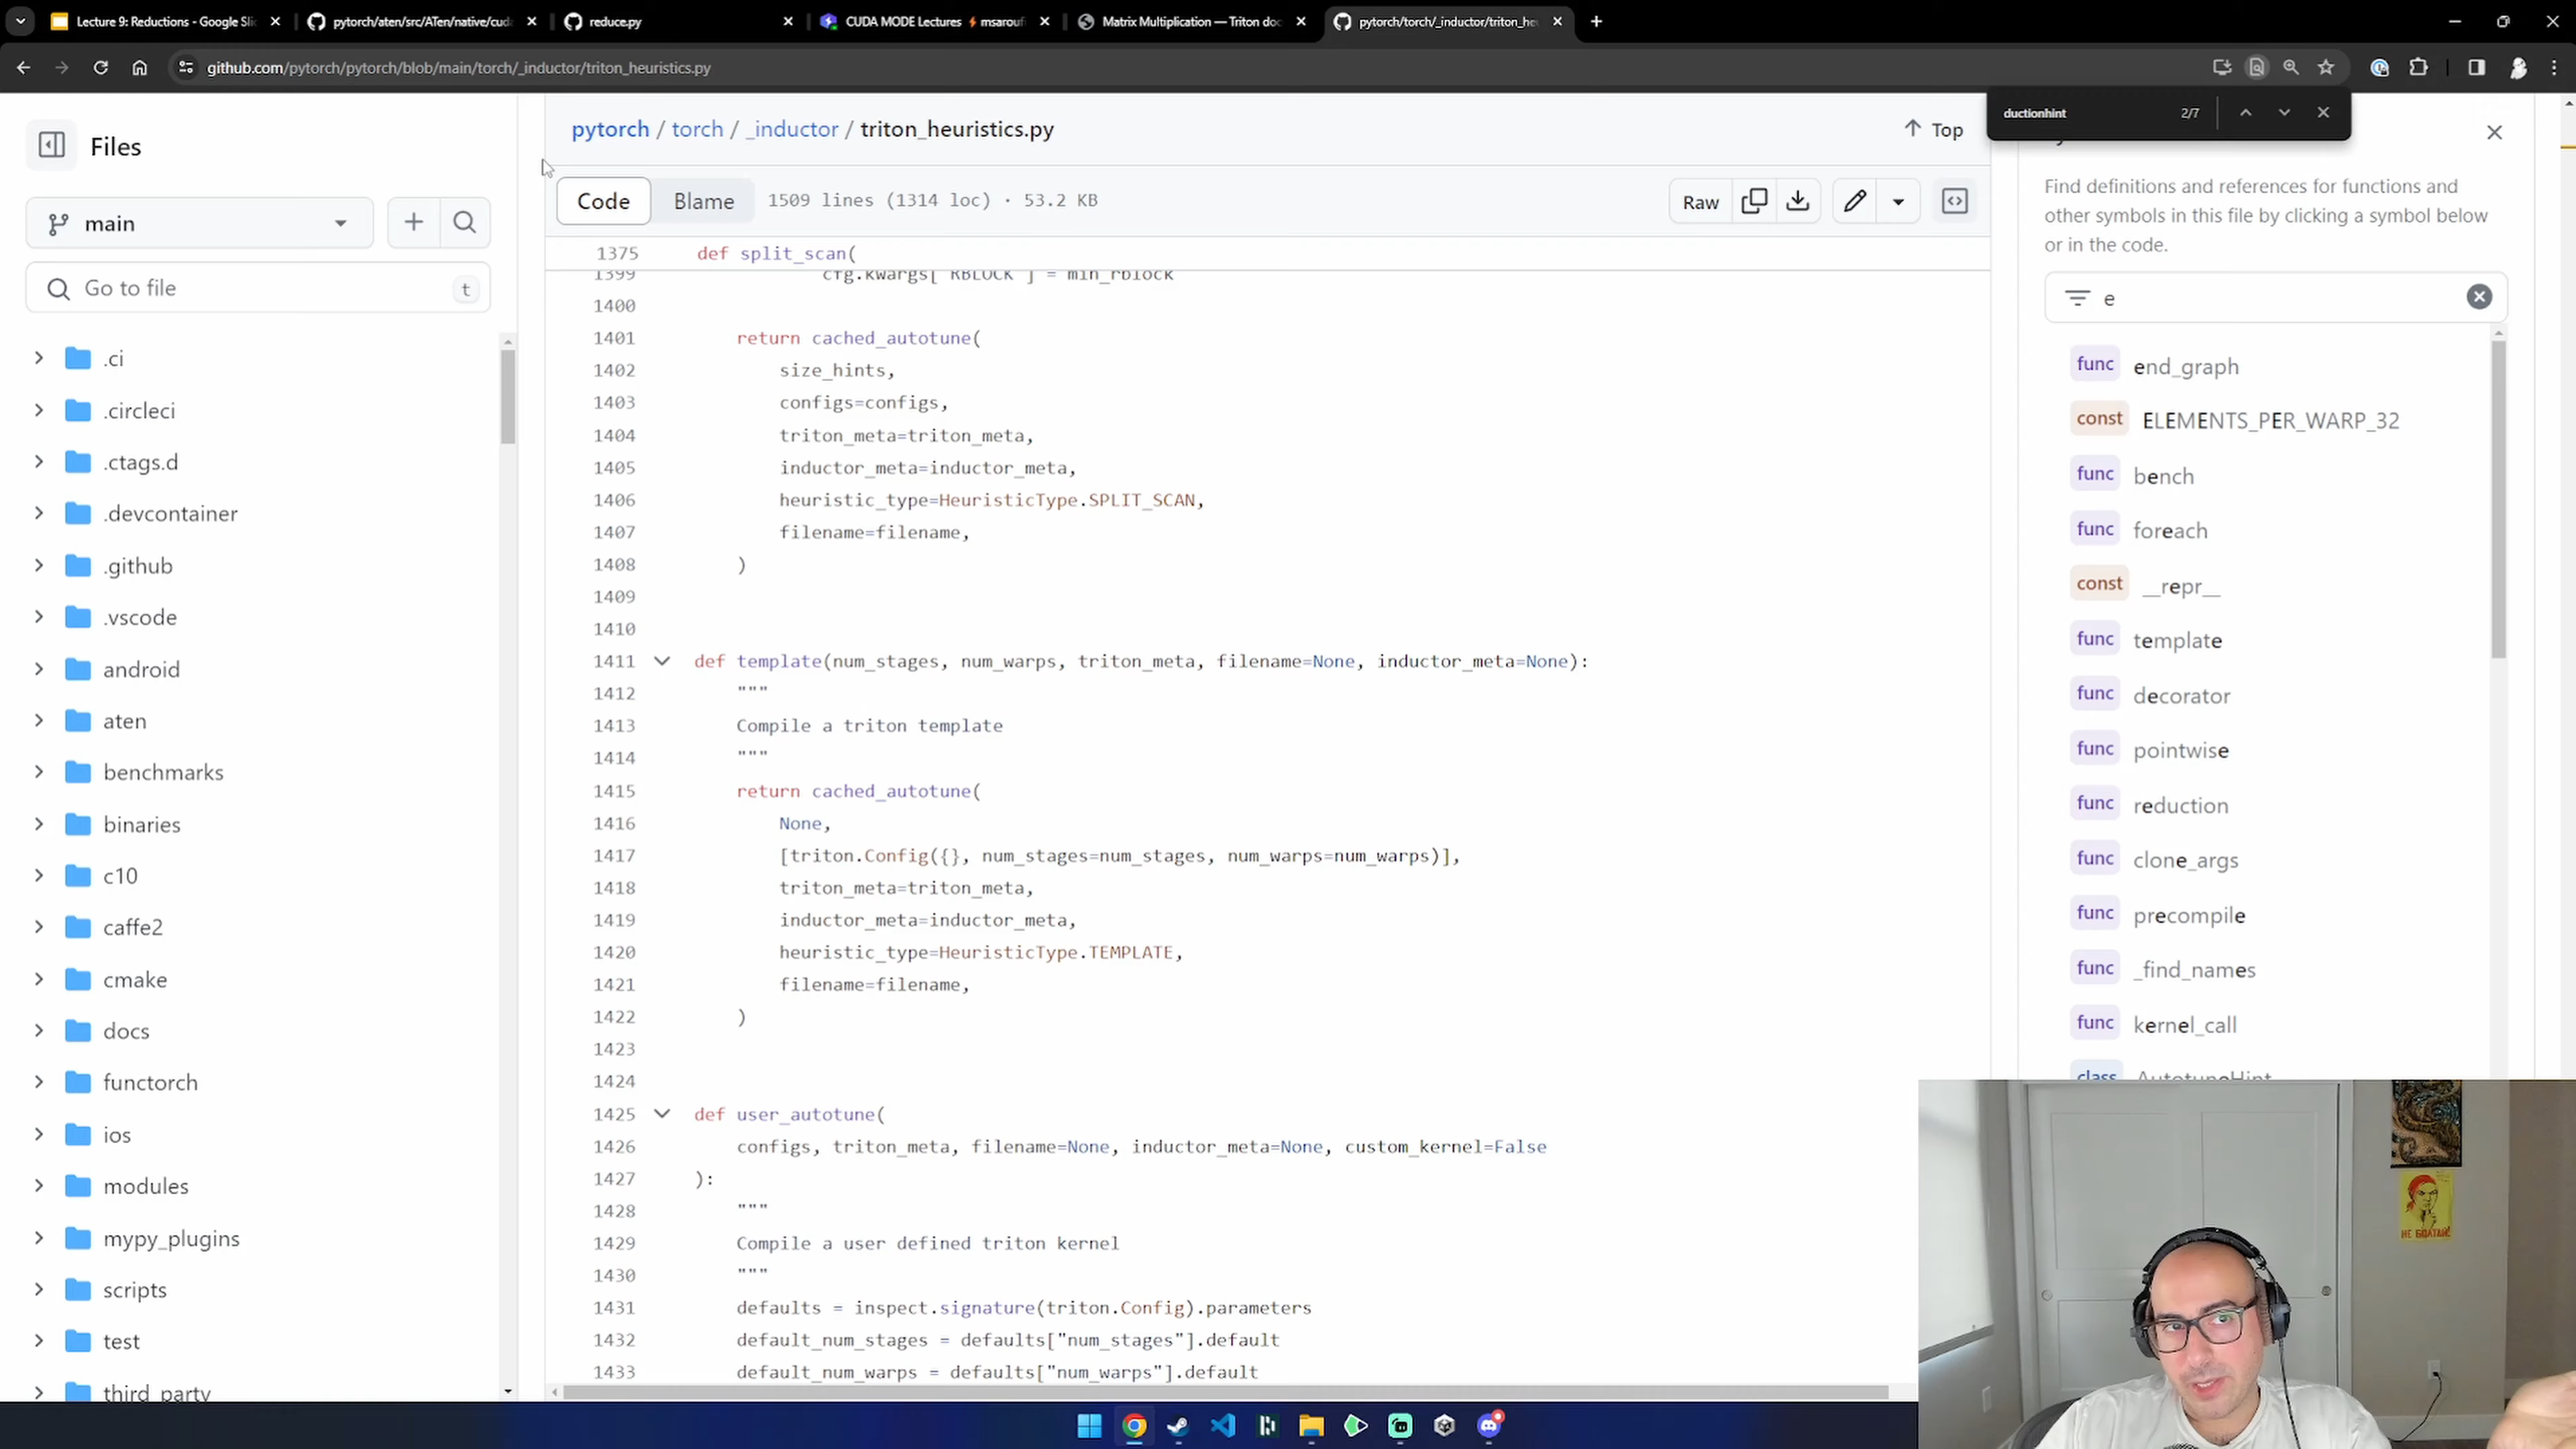 Lecture 9: Reductions - Google Sli
pytorch/aten/src/ATen/native/cud
reduce.py
CUDA MODE Lectures ⚡ msarouf
Matrix Multiplication — Triton doc
pytorch/torch/_inductor/triton_he
github.com/pytorch/pytorch/blob/main/torch/_inductor/triton_heuristics.py
ductionhint
2/7
Files
main
Go to file
t
.ci
.circleci
.ctags.d
.devcontainer
.github
.vscode
android
aten
benchmarks
binaries
c10
caffe2
cmake
docs
functorch
ios
modules
mypy_plugins
scripts
test
third_party
pytorch / torch / _inductor / triton_heuristics.py
Top
Code
Blame
1509 lines (1314 loc) · 53.2 KB
Raw
1375 def split_scan(
1399 cfg.kwargs["RBLOCK"] = min_rblock
1400
1401 return cached_autotune(
1402 size_hints,
1403 configs=configs,
1404 triton_meta=triton_meta,
1405 inductor_meta=inductor_meta,
1406 heuristic_type=HeuristicType.SPLIT_SCAN,
1407 filename=filename,
1408 )
1409
1410
1411 def template(num_stages, num_warps, triton_meta, filename=None, inductor_meta=None):
1412 """
1413 Compile a triton template
1414 """
1415 return cached_autotune(
1416 None,
1417 [triton.Config({}, num_stages=num_stages, num_warps=num_warps)],
1418 triton_meta=triton_meta,
1419 inductor_meta=inductor_meta,
1420 heuristic_type=HeuristicType.TEMPLATE,
1421 filename=filename,
1422 )
1423
1424
1425 def user_autotune(
1426 configs, triton_meta, filename=None, inductor_meta=None, custom_kernel=False
1427 ):
1428 """
1429 Compile a user defined triton kernel
1430 """
1431 defaults = inspect.signature(triton.Config).parameters
1432 default_num_stages = defaults["num_stages"].default
1433 default_num_warps = defaults["num_warps"].default
Find definitions and references for functions and
other symbols in this file by clicking a symbol below
or in the code.
e
func end_graph
const ELEMENTS_PER_WARP_32
func bench
func foreach
const __repr__
func template
func decorator
func pointwise
func reduction
func clone_args
func precompile
func _find_names
func kernel_call
class AutotuneHint
НЕ БОЛТАЙ!